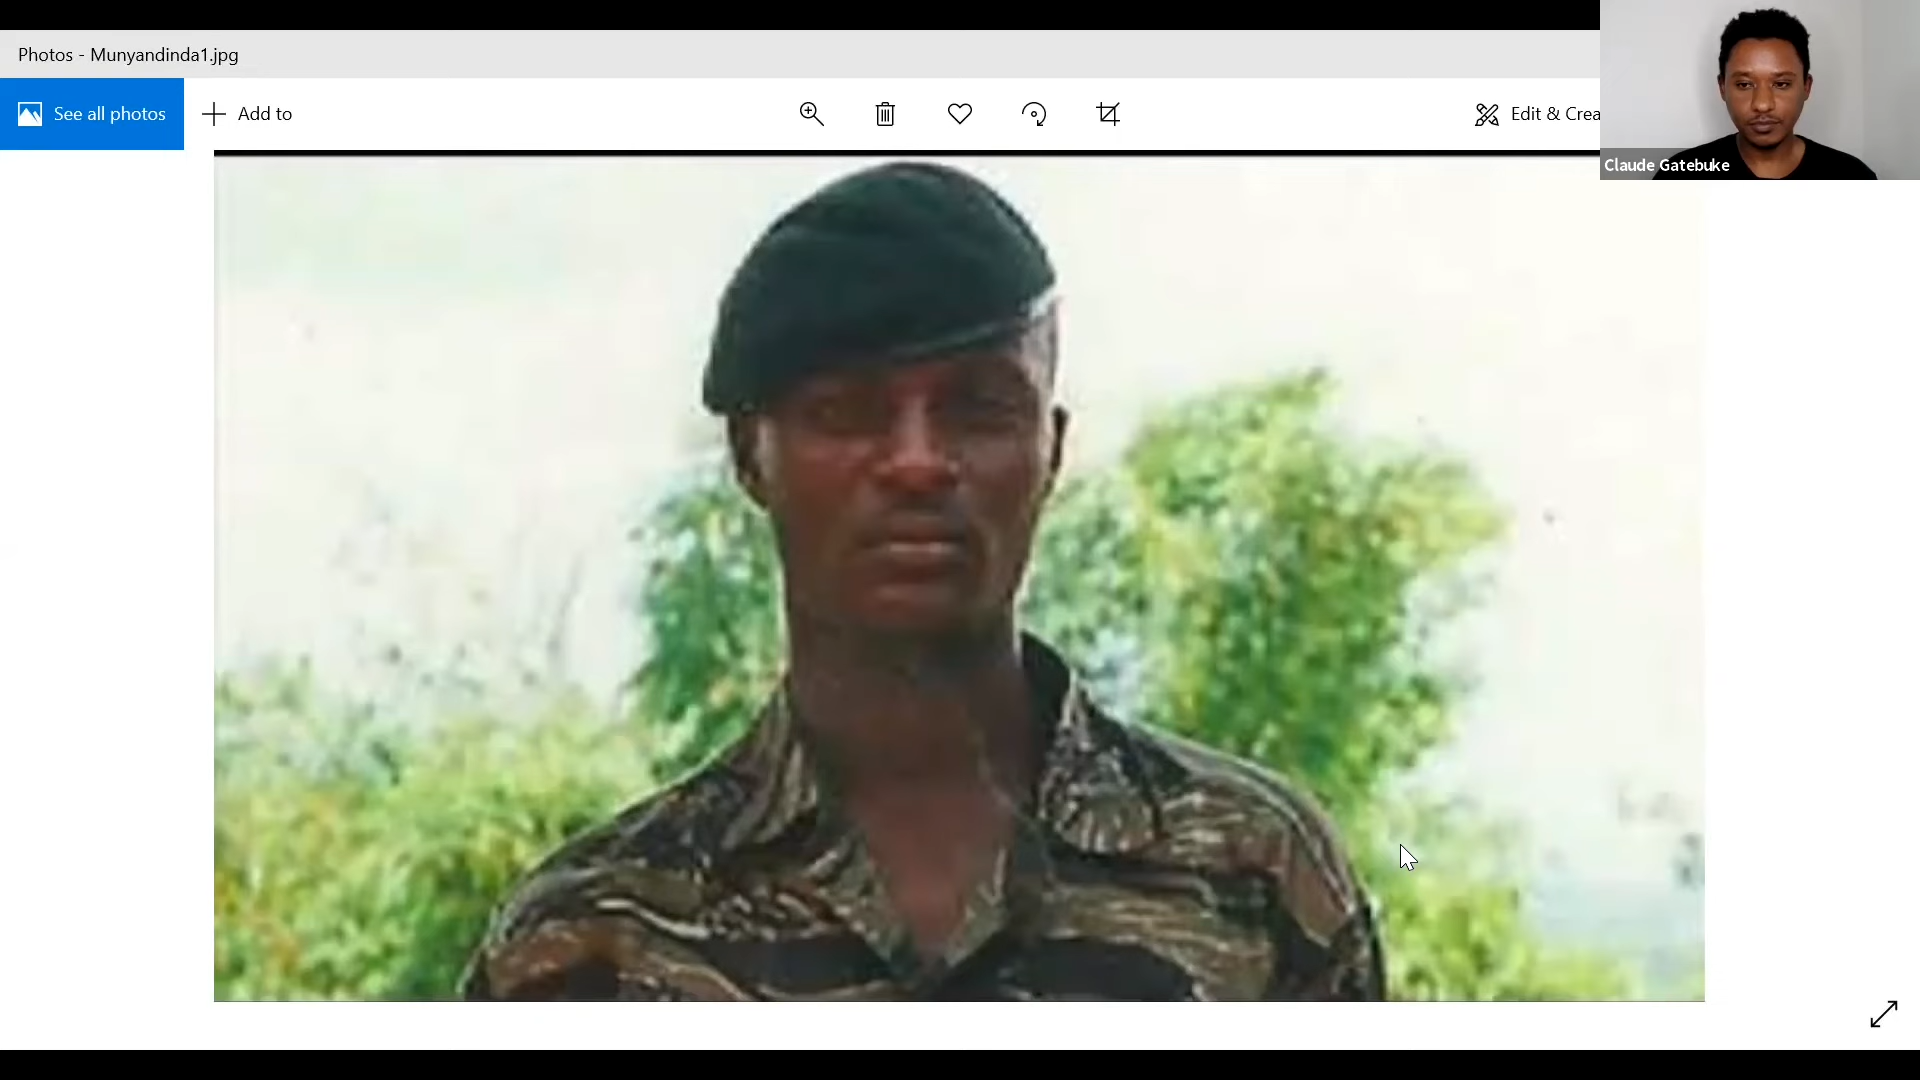 Photos - Munyandinda1.jpg
See all photos
Add to
Edit & Crea
Claude Gatebuke